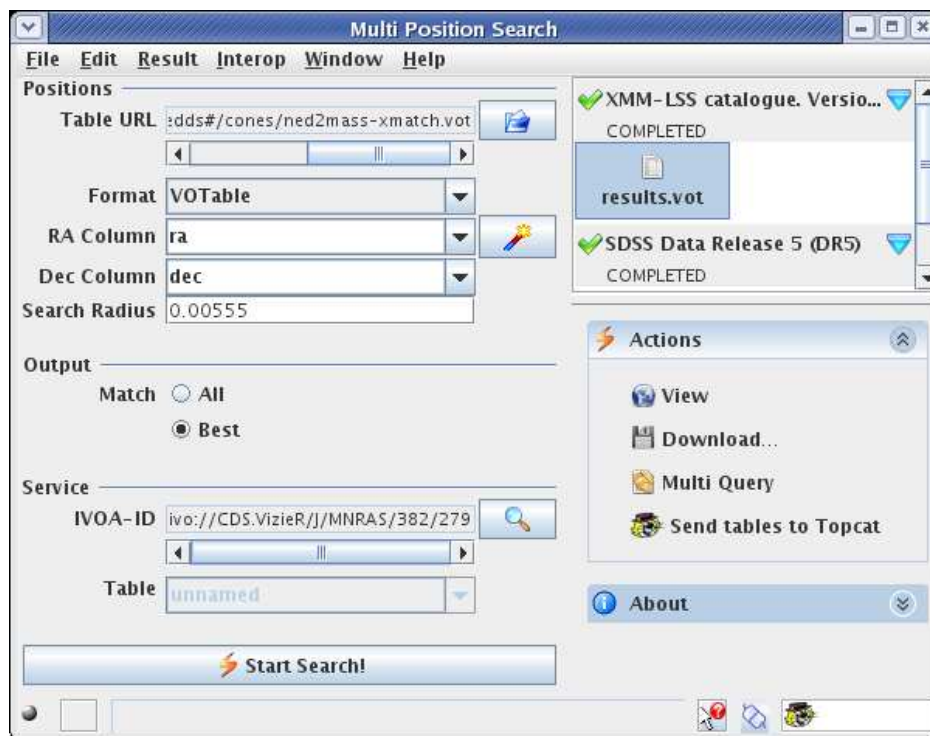 Multi Position Search
File Edit Result Interop Window Help
Positions
Table URL :dds#/cones/ned2mass-xmatch.vot
Format VOTable
RA Column ra
Dec Column dec
Search Radius 0.00555
Output
Match All
Best
Service
IVOA-ID ivo://CDS.VizieR/J/MNRAS/382/279
Table unnamed
Start Search!
XMM-LSS catalogue. Versio...
COMPLETED
results.vot
SDSS Data Release 5 (DR5)
COMPLETED
Actions
View
Download...
Multi Query
Send tables to Topcat
About